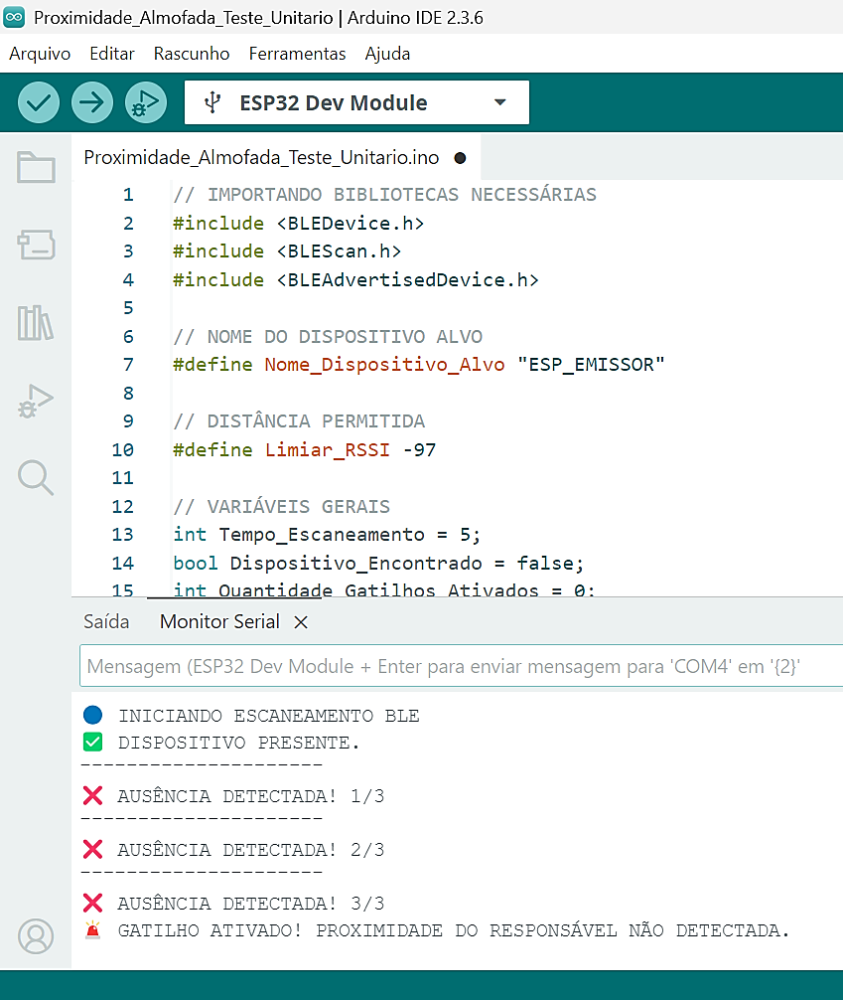 Proximidade_Almofada_Teste_Unitario | Arduino IDE 2.3.6
Arquivo Editar Rascunho Ferramentas Ajuda
ESP32 Dev Module
Proximidade_Almofada_Teste_Unitario.ino
1 // IMPORTANDO BIBLIOTECAS NECESSÁRIAS
2 #include <BLEDevice.h>
3 #include <BLEScan.h>
4 #include <BLEAdvertisedDevice.h>
5
6 // NOME DO DISPOSITIVO ALVO
7 #define Nome_Dispositivo_Alvo "ESP_EMISSOR"
8
9 // DISTÂNCIA PERMITIDA
10 #define Limiar_RSSI -97
11
12 // VARIÁVEIS GERAIS
13 int Tempo_Escaneamento = 5;
14 bool Dispositivo_Encontrado = false;
15 int Quantidade_Gatilhos_Ativados = 0;
Saída Monitor Serial
Mensagem (ESP32 Dev Module + Enter para enviar mensagem para 'COM4' em '{2}'
INICIANDO ESCANEAMENTO BLE
DISPOSITIVO PRESENTE.
---------------------
AUSÊNCIA DETECTADA! 1/3
---------------------
AUSÊNCIA DETECTADA! 2/3
---------------------
AUSÊNCIA DETECTADA! 3/3
GATILHO ATIVADO! PROXIMIDADE DO RESPONSÁVEL NÃO DETECTADA.